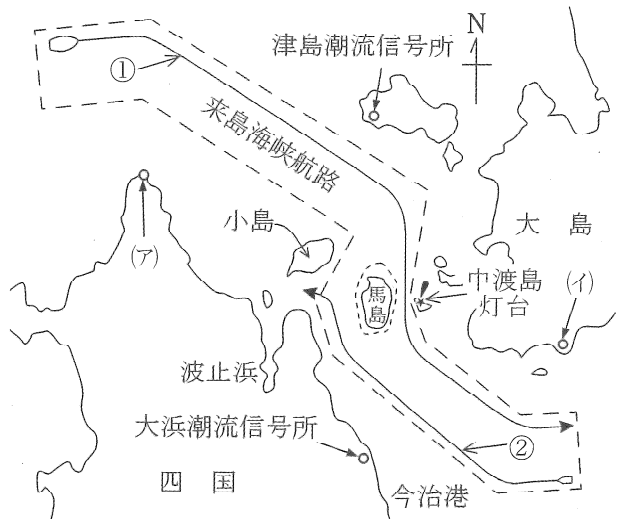 N
津島潮流信号所
①
来島海峡航路
大島
小島
㋐
馬島
中渡島
灯台
㋑
波止浜
大浜潮流信号所
②
四国
今治港